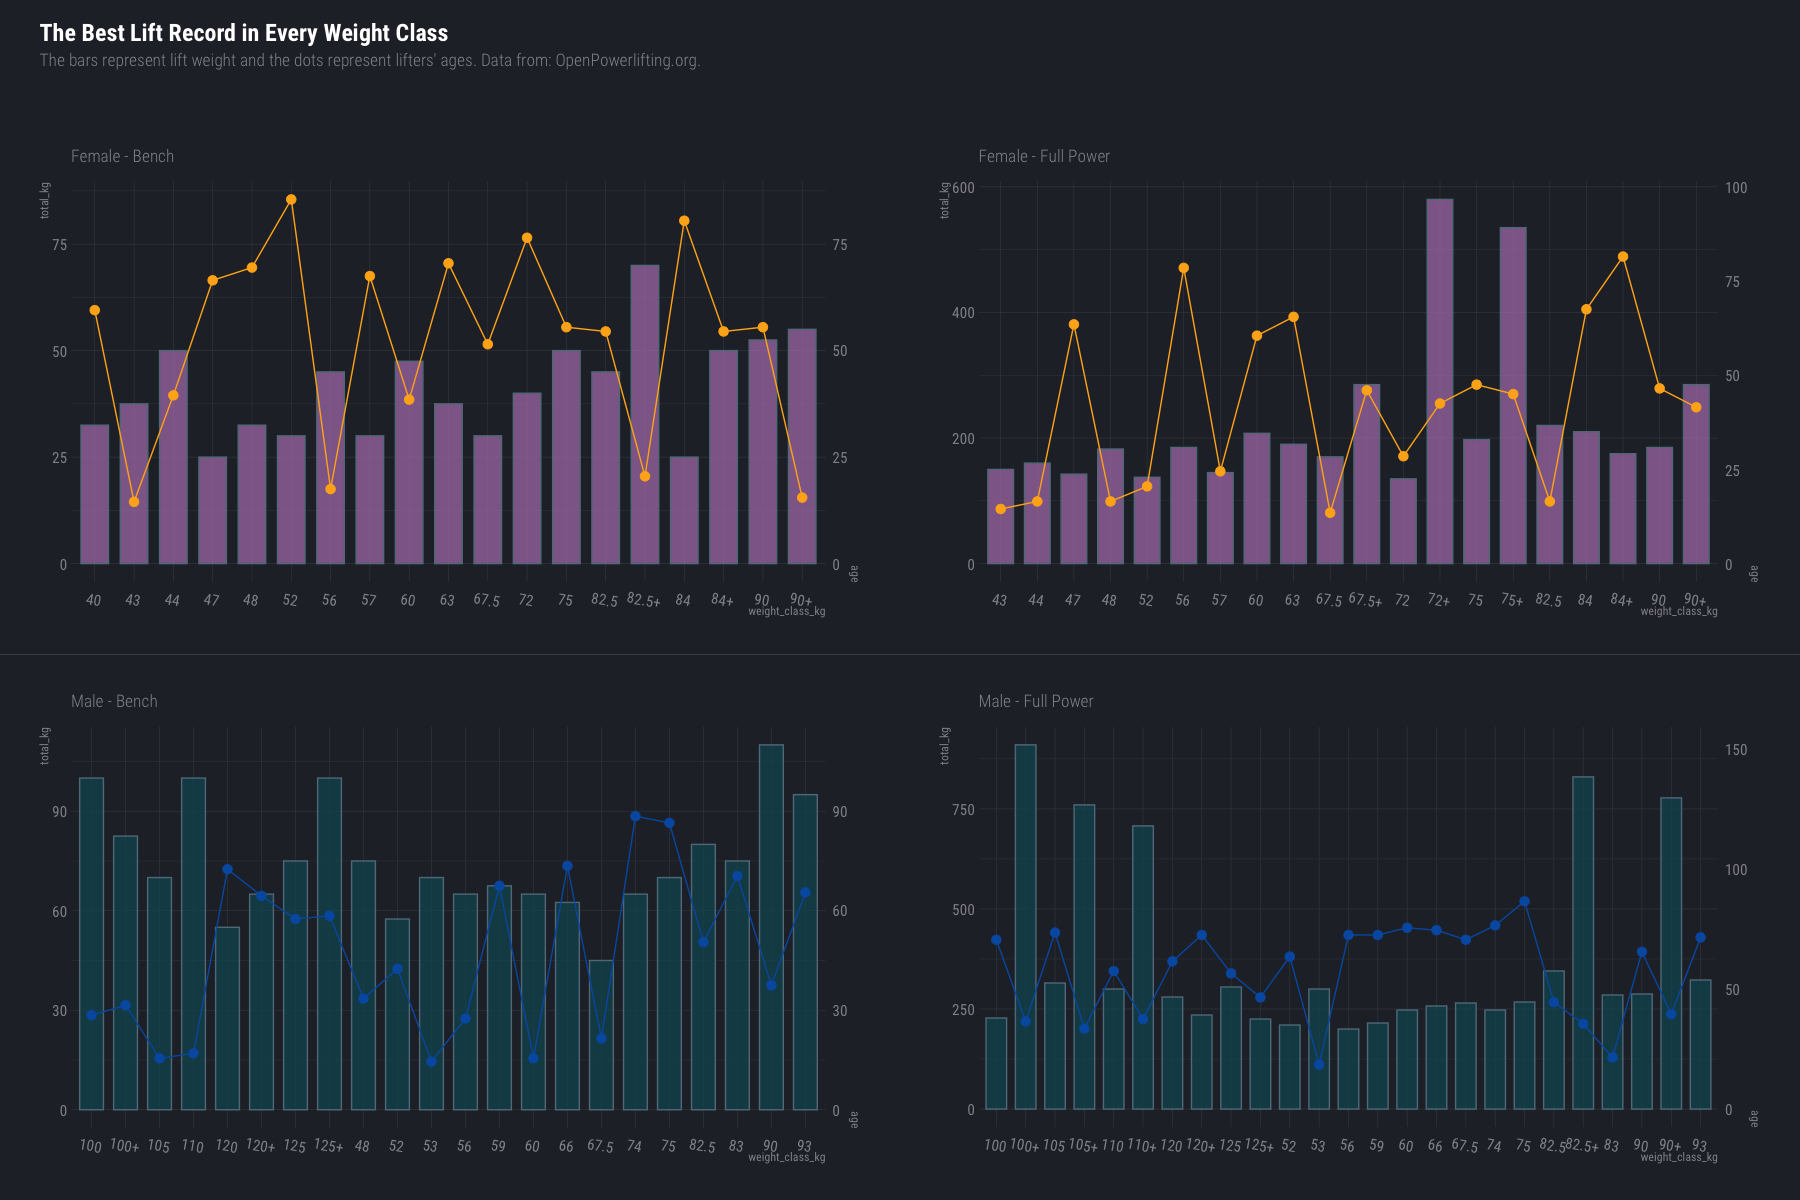 The Best Lift Record in Every Weight Class
The bars represent lift weight and the dots represent lifters' ages. Data from: OpenPowerlifting.org.
Female - Bench
total_kg
75
50
25
0
75
50
25
0
age
40 43 44 47 48 52 56 57 60 63 67.5 72 75 82.5 82.5+ 84 84+ 90 90+
weight_class_kg
Female - Full Power
total_kg
600
400
200
0
100
75
50
25
0
age
43 44 47 48 52 56 57 60 63 67.5 67.5+ 72 72+ 75 75+ 82.5 84 84+ 90 90+
weight_class_kg
Male - Bench
total_kg
90
60
30
0
90
60
30
0
age
100 100+ 105 110 120 120+ 125 125+ 48 52 53 56 59 60 66 67.5 74 75 82.5 83 90 93
weight_class_kg
Male - Full Power
total_kg
750
500
250
0
150
100
50
0
age
100 100+ 105 105+ 110 110+ 120 120+ 125 125+ 52 53 56 59 60 66 67.5 74 75 82.5 82.5+ 83 90 90+ 93
weight_class_kg